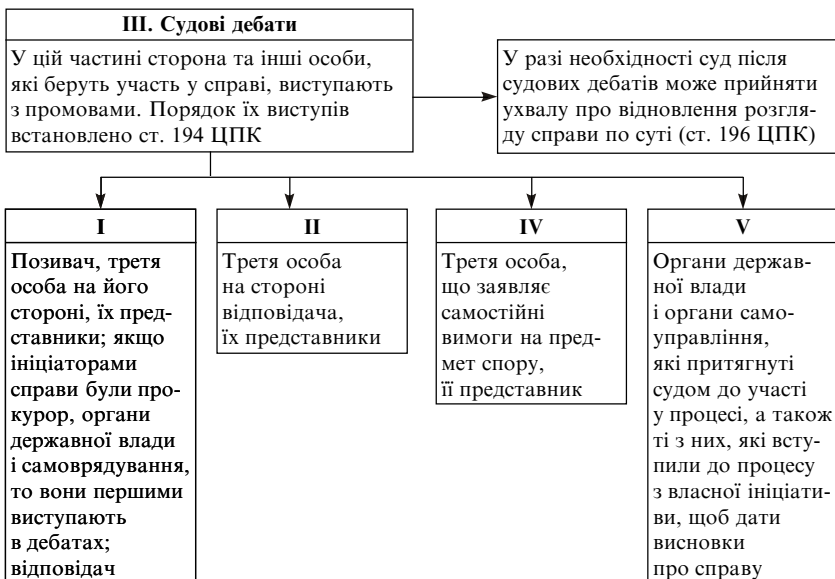 III. Судові дебати
У цій частині сторона та інші особи,
які беруть участь у справі, виступають
з промовами. Порядок їх виступів
встановлено ст. 194 ЦПК
У разі необхідності суд після
судових дебатів може прийняти
ухвалу про відновлення розгля-
ду справи по суті (ст. 196 ЦПК)
I
Позивач, третя
особа на його
стороні, їх пред-
ставники; якщо
ініціаторами
справи були про-
курор, органи
державної влади
і самоврядування,
то вони першими
виступають
в дебатах;
відповідач
II
Третя особа
на стороні
відповідача,
їх представники
IV
Третя особа,
що заявляє
самостійні
вимоги на пред-
мет спору,
її представник
V
Органи держав-
ної влади
і органи само-
управління,
які притягнуті
судом до участі
у процесі, а також
ті з них, які всту-
пили до процесу
з власної ініціати-
ви, щоб дати
висновки
про справу